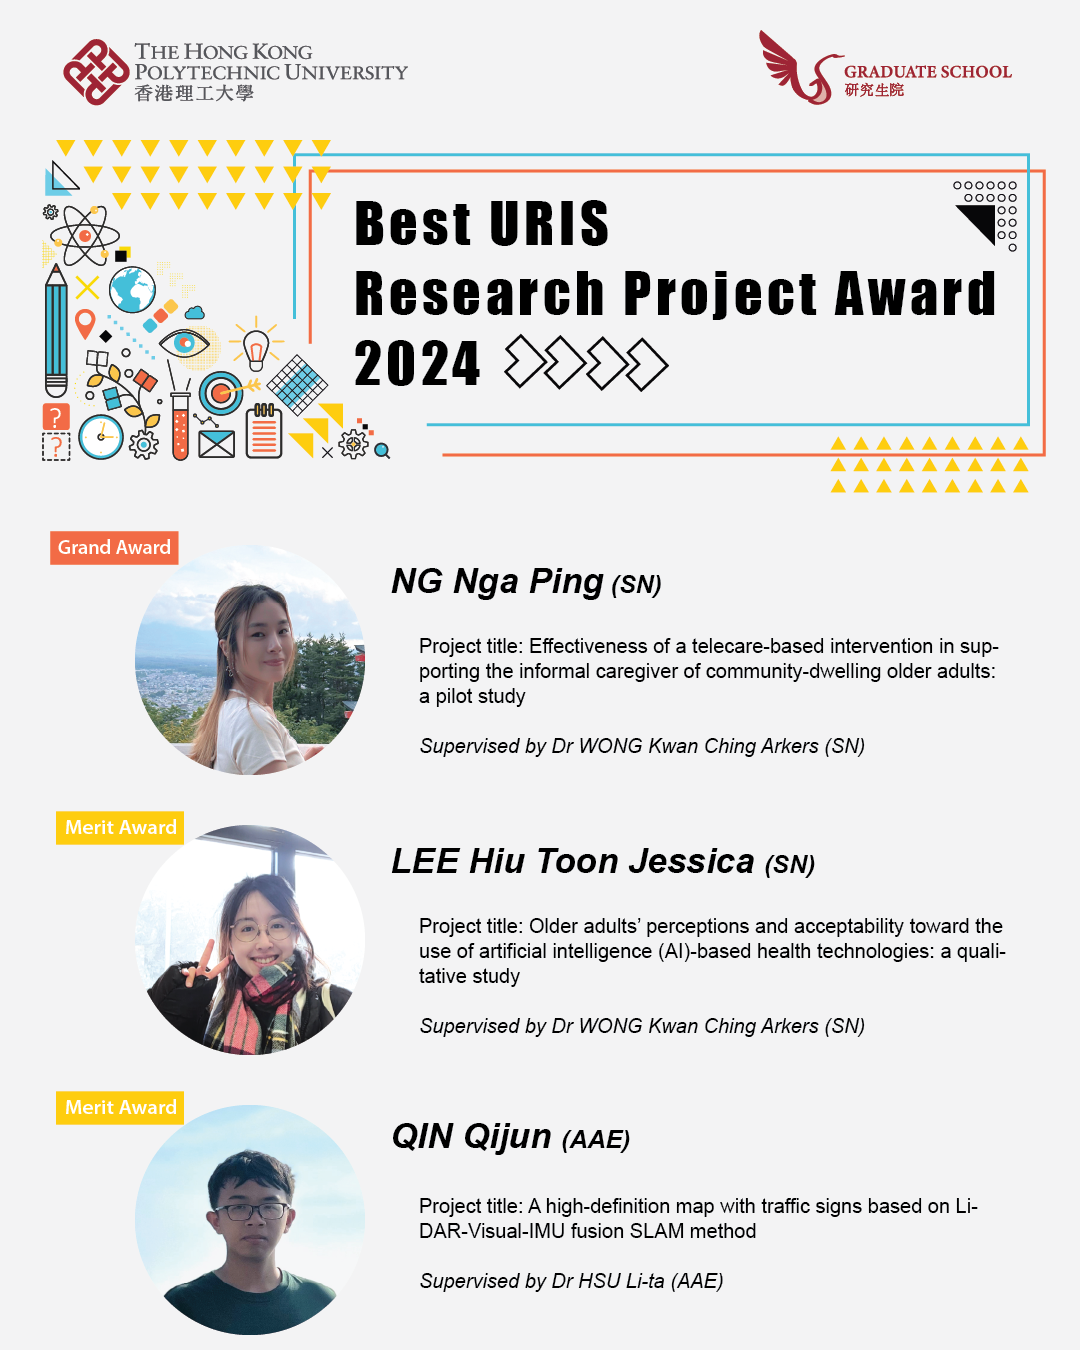 THE HONG KONG
POLYTECHNIC UNIVERSITY
香港理工大學
GRADUATE SCHOOL
研究生院
Best URIS
Research Project Award
2024
?
?
Grand Award
NG Nga Ping (SN)
Project title: Effectiveness of a telecare-based intervention in sup-
porting the informal caregiver of community-dwelling older adults:
a pilot study
Supervised by Dr WONG Kwan Ching Arkers (SN)
Merit Award
LEE Hiu Toon Jessica (SN)
Project title: Older adults’ perceptions and acceptability toward the
use of artificial intelligence (AI)-based health technologies: a quali-
tative study
Supervised by Dr WONG Kwan Ching Arkers (SN)
Merit Award
QIN Qijun (AAE)
Project title: A high-definition map with traffic signs based on Li-
DAR-Visual-IMU fusion SLAM method
Supervised by Dr HSU Li-ta (AAE)